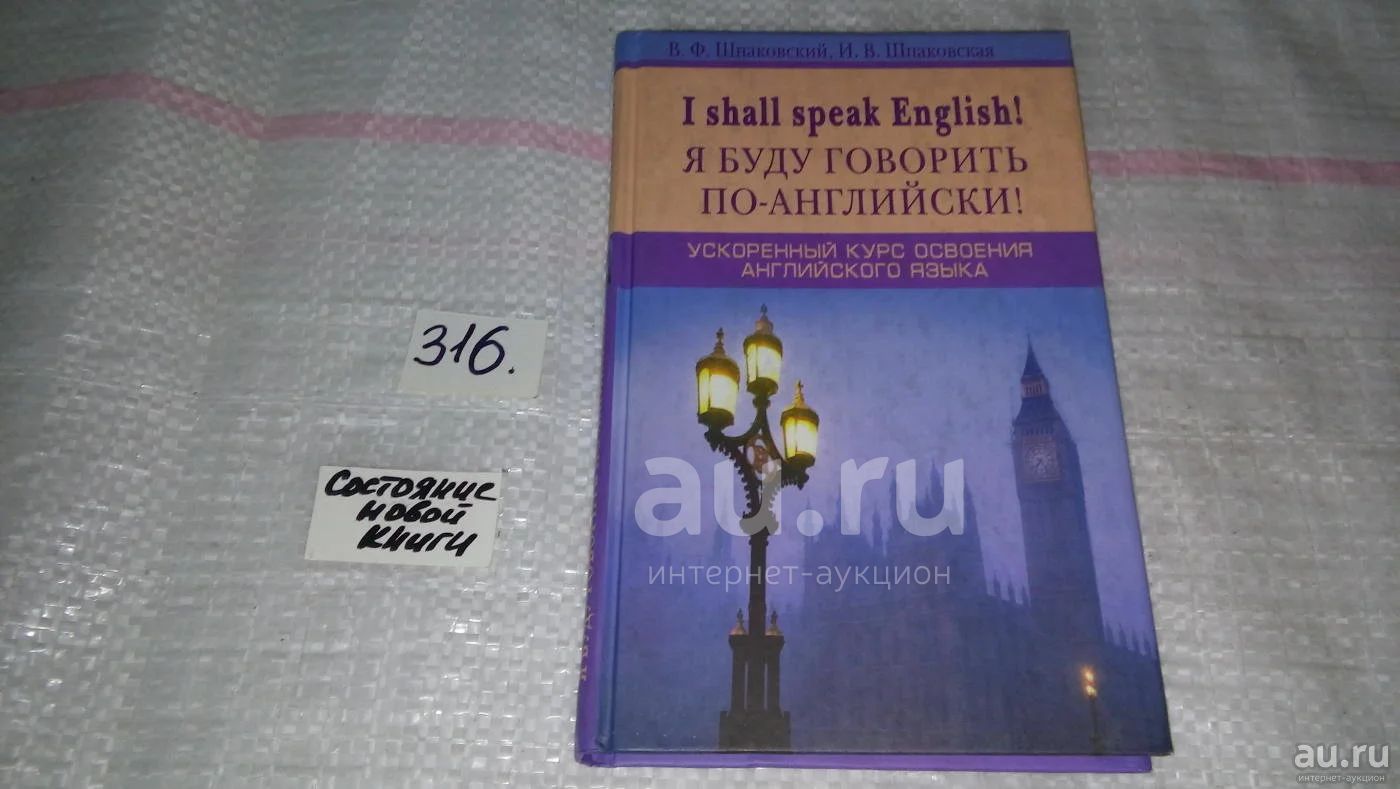 В. Ф. Шпаковский, И. В. Шпаковская
I shall speak English!
Я БУДУ ГОВОРИТЬ
ПО-АНГЛИЙСКИ!
УСКОРЕННЫЙ КУРС ОСВОЕНИЯ
АНГЛИЙСКОГО ЯЗЫКА
316.
Состояние
новой
книги
au.ru
интернет-аукцион
au.ru
интернет-аукцион